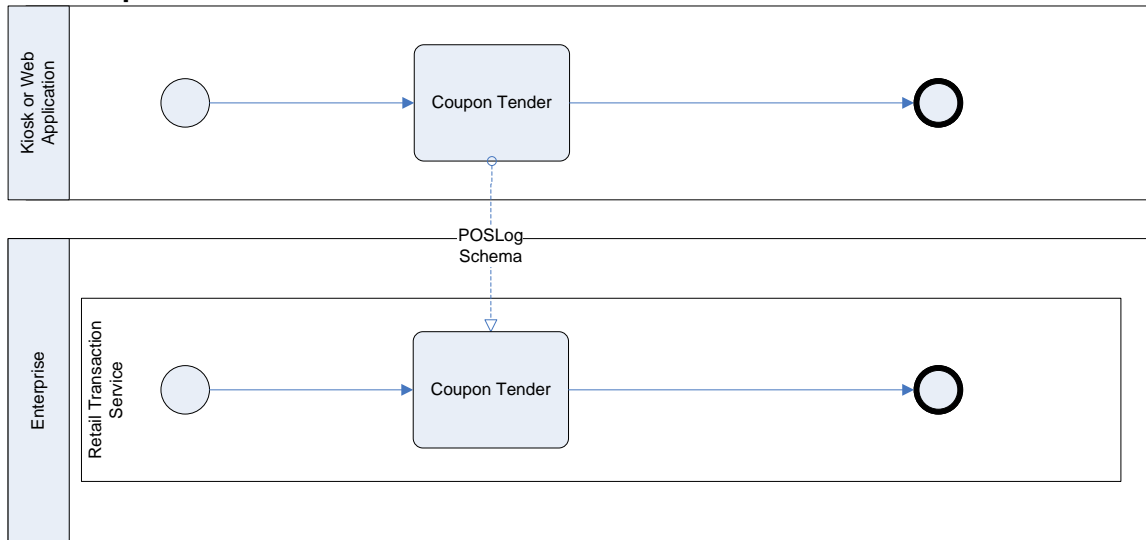 Kiosk or Web
Application
Coupon Tender
POSLog
Schema
Enterprise
Retail Transaction
Service
Coupon Tender